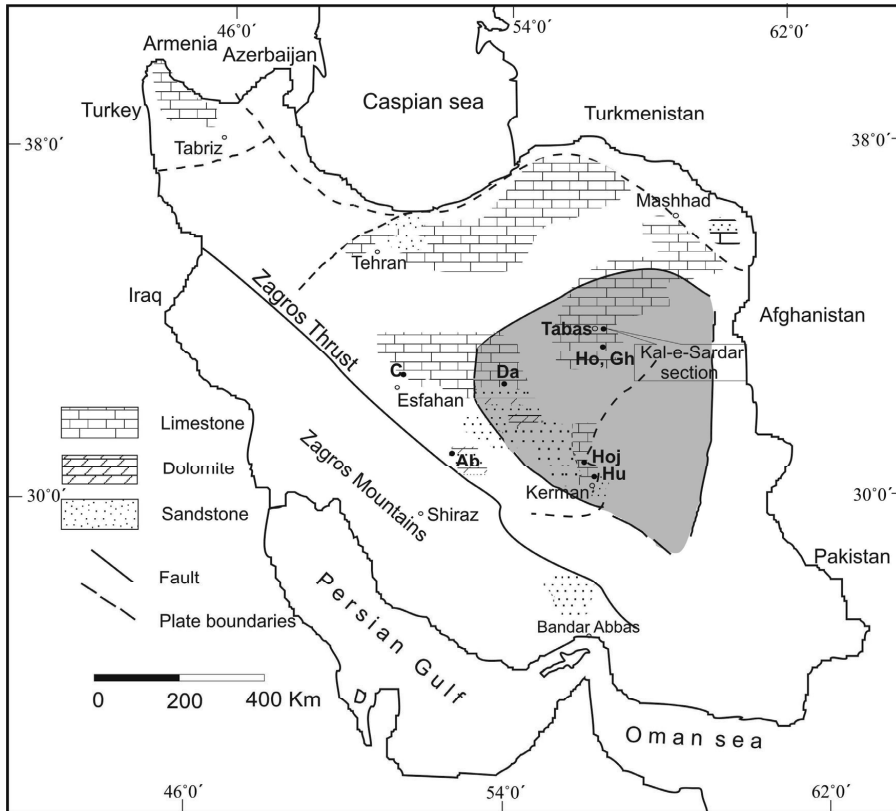 46°0′
54°0′
62°0′
Armenia
Azerbaijan
Turkey
Caspian sea
Turkmenistan
38°0′
38°0′
Tabriz
Mashhad
Tehran
Iraq
Zagros Thrust
Afghanistan
Tabas
Ho, Gh
Kal-e-Sardar
section
C
Da
Esfahan
Limestone
Ab
Hoj
Hu
Dolomite
Zagros Mountains
Kerman
30°0′
30°0′
Sandstone
Shiraz
Pakistan
Fault
Plate boundaries
Persian Gulf
Bandar Abbas
0 200 400 Km
Oman sea
46°0′
54°0′
62°0′